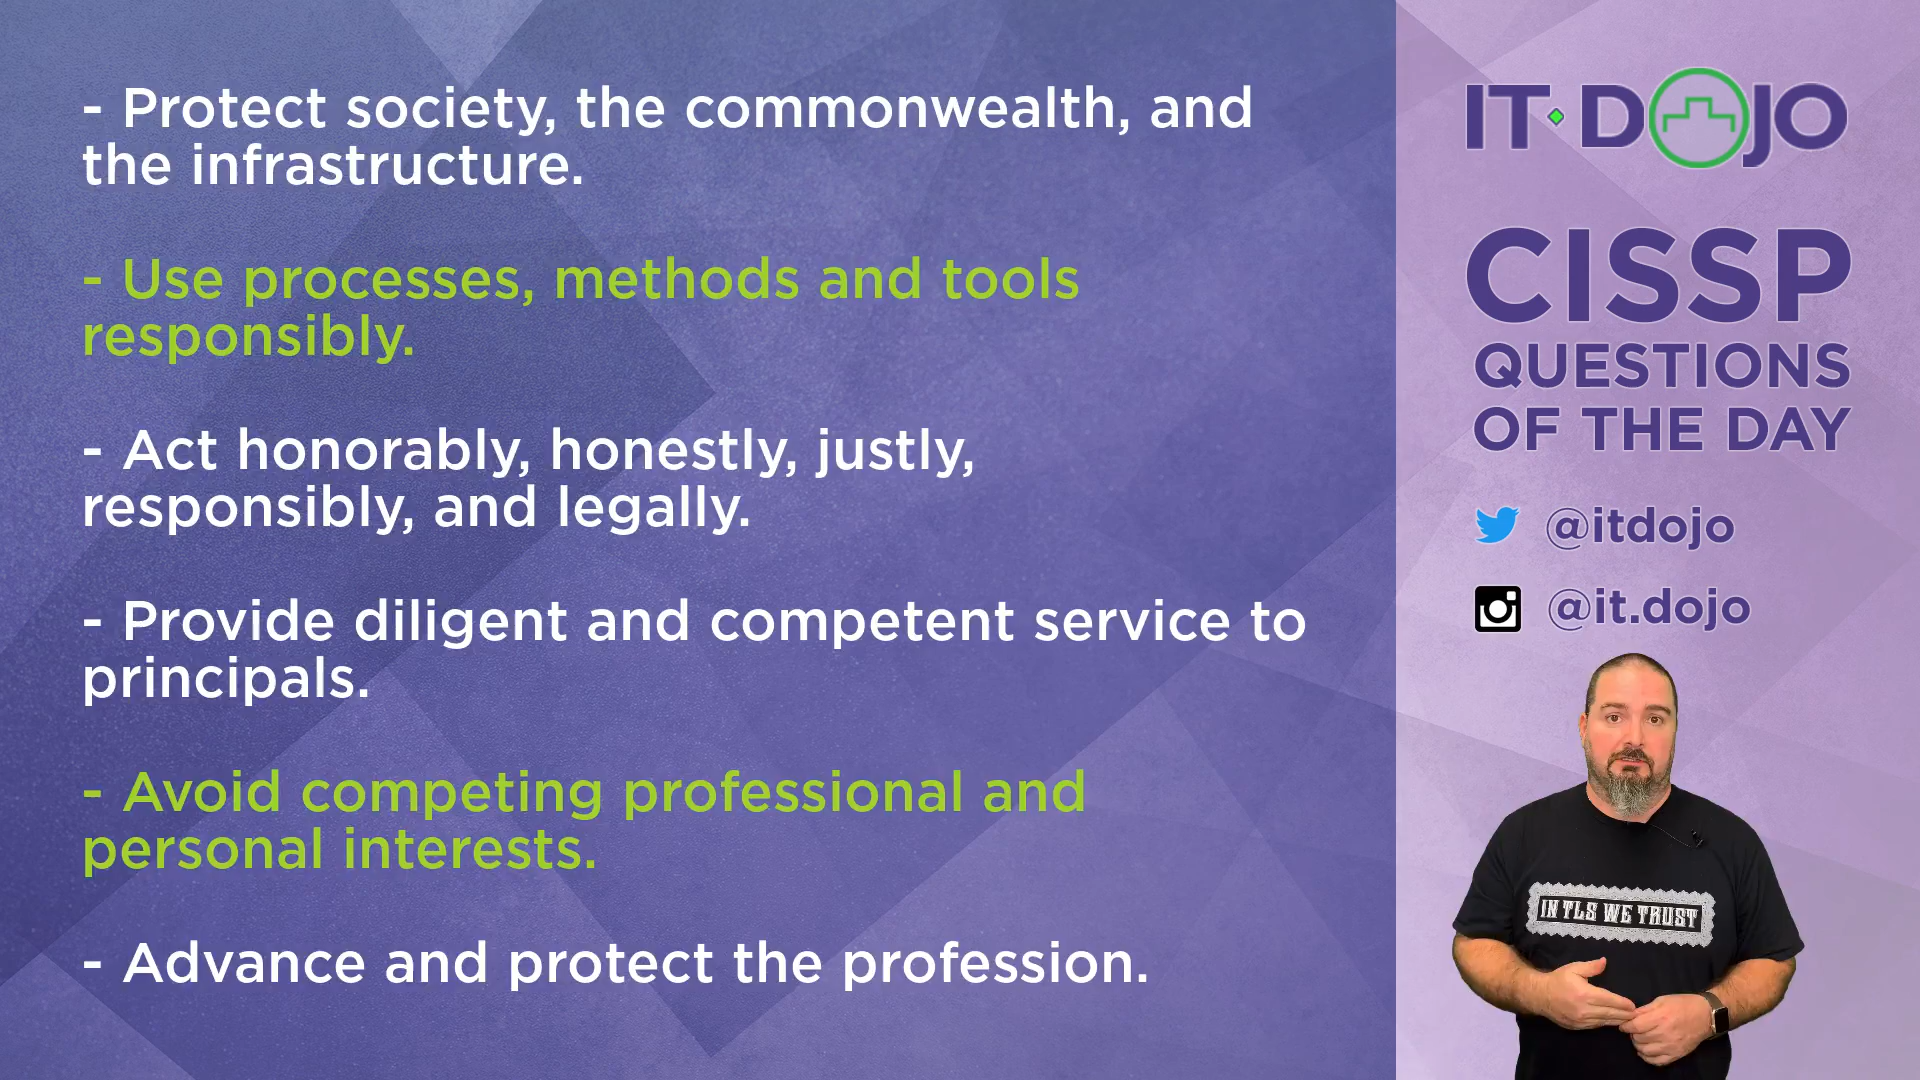 - Protect society, the commonwealth, and
the infrastructure.
- Use processes, methods and tools
responsibly.
- Act honorably, honestly, justly,
responsibly, and legally.
- Provide diligent and competent service to
principals.
- Avoid competing professional and
personal interests.
- Advance and protect the profession.
IT DOJO
CISSP
QUESTIONS
OF THE DAY
@itdojo
@it.dojo
IN TLS WE TRUST